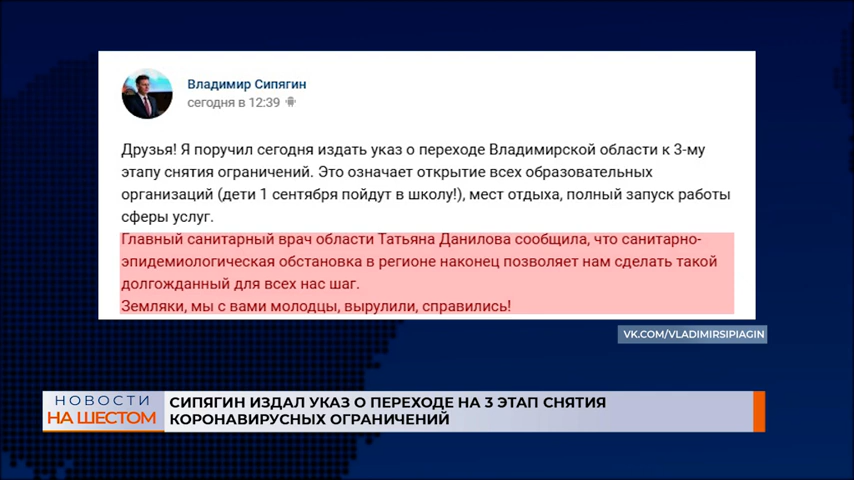 Владимир Сипягин
сегодня в 12:39
Друзья! Я поручил сегодня издать указ о переходе Владимирской области к 3-му
этапу снятия ограничений. Это означает открытие всех образовательных
организаций (дети 1 сентября пойдут в школу!), мест отдыха, полный запуск работы
сферы услуг.
Главный санитарный врач области Татьяна Данилова сообщила, что санитарно-
эпидемиологическая обстановка в регионе наконец позволяет нам сделать такой
долгожданный для всех нас шаг.
Земляки, мы с вами молодцы, вырулили, справились!
VK.COM/VLADIMIRSIPIAGIN
НОВОСТИ
НА ШЕСТОМ
СИПЯГИН ИЗДАЛ УКАЗ О ПЕРЕХОДЕ НА 3 ЭТАП СНЯТИЯ
КОРОНАВИРУСНЫХ ОГРАНИЧЕНИЙ